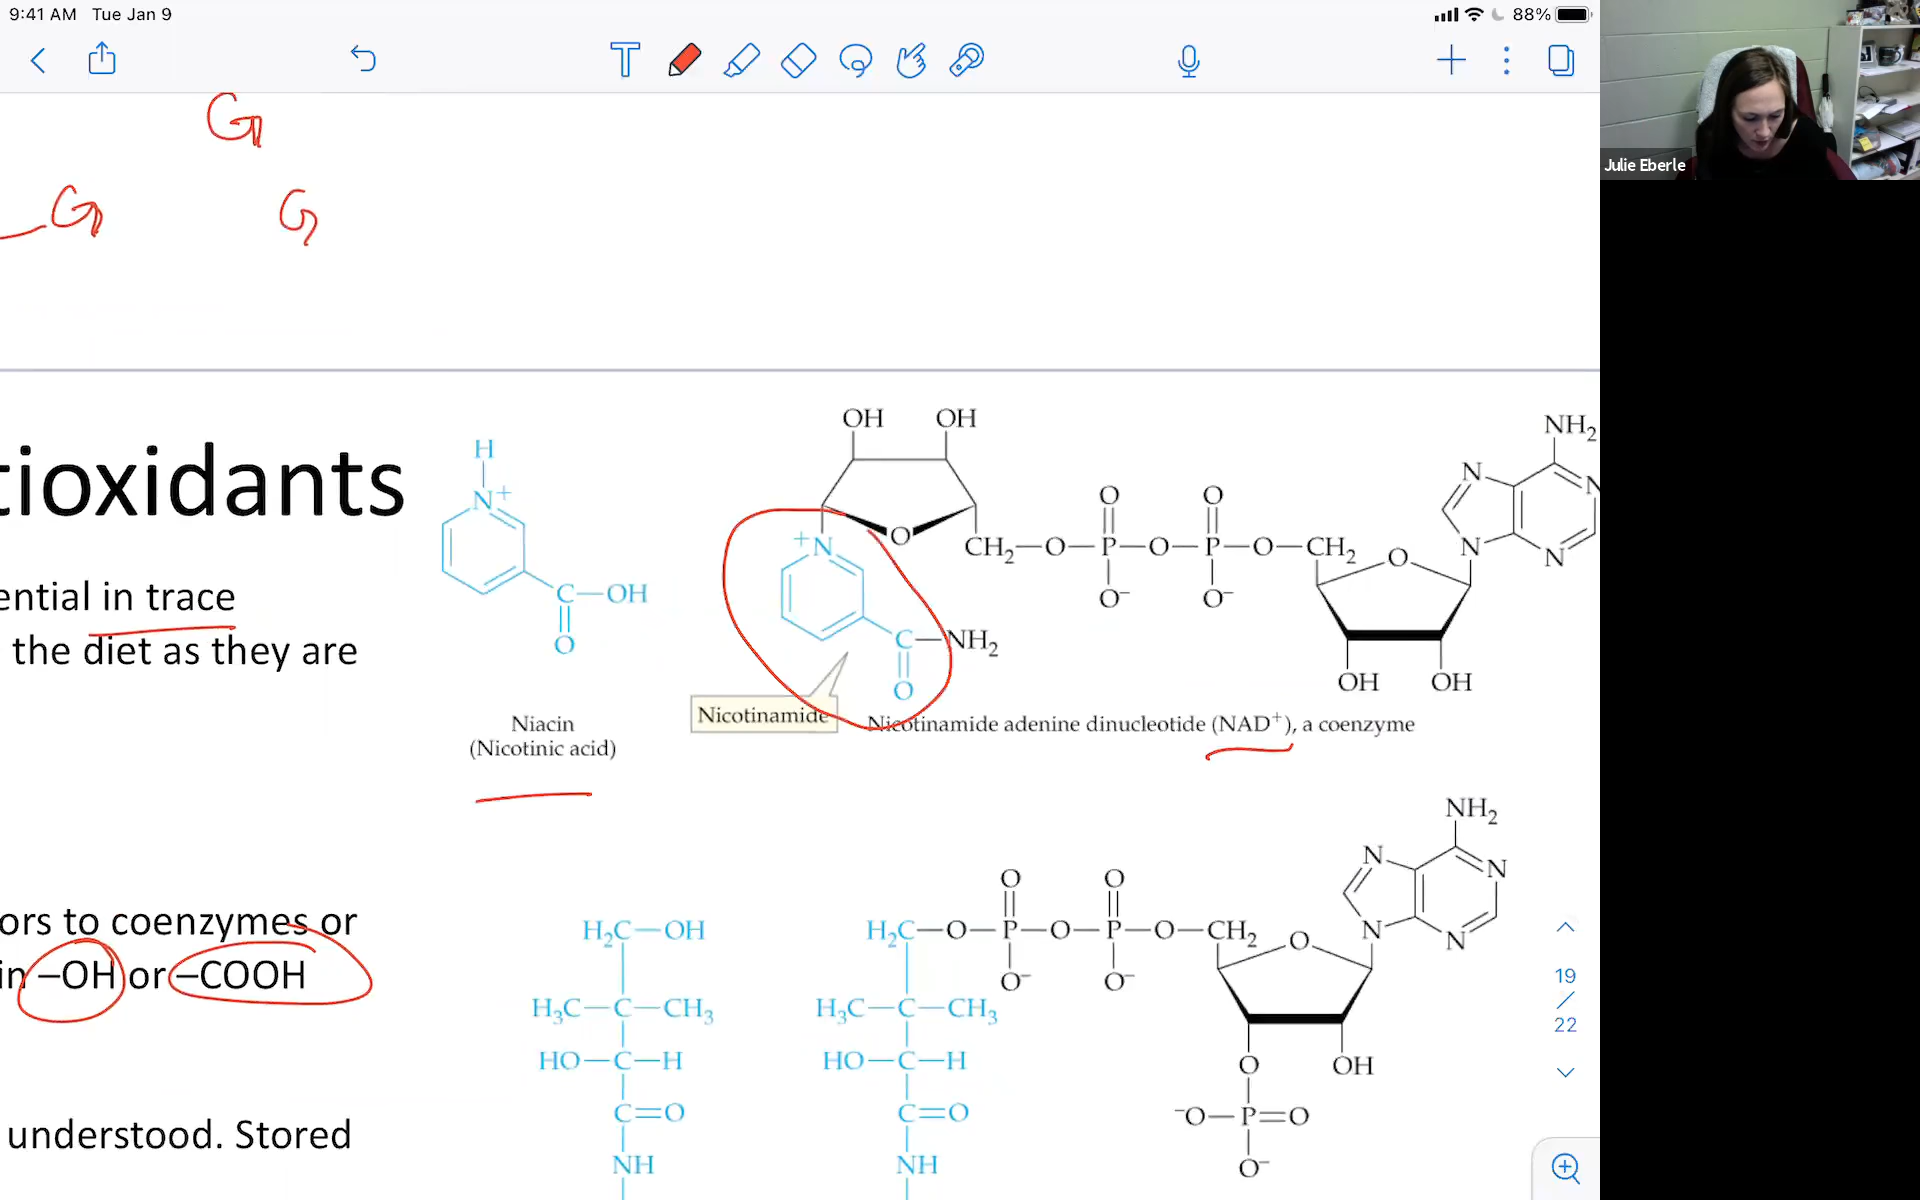 9:41 AM Tue Jan 9
88%
Julie Eberle
G
G
G
tioxidants
ential in trace
the diet as they are
ors to coenzymes or
in –OH or –COOH
understood. Stored
H
N+
C—OH
O
Niacin
(Nicotinic acid)
OH OH
O
+N
C—NH2
O
Nicotinamide
CH2—O—P—O—P—O—CH2
O O
O- O-
O
OH OH
NH2
N N
N N
Nicotinamide adenine dinucleotide (NAD+), a coenzyme
H2C—OH
H3C—C—CH3
HO—C—H
C=O
NH
O O
H2C—O—P—O—P—O—CH2
O- O-
H3C—C—CH3
HO—C—H
C=O
NH
NH2
N N
N N
O
O OH
-O—P=O
O-
19
/
22